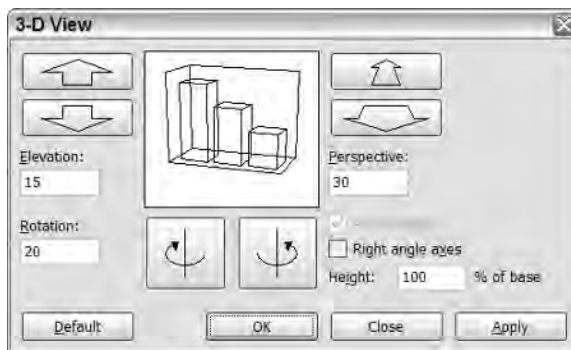 3-D View
Elevation:
15
Rotation:
20
Perspective:
30
Right angle axes
Height: 100 % of base
Default
OK
Close
Apply